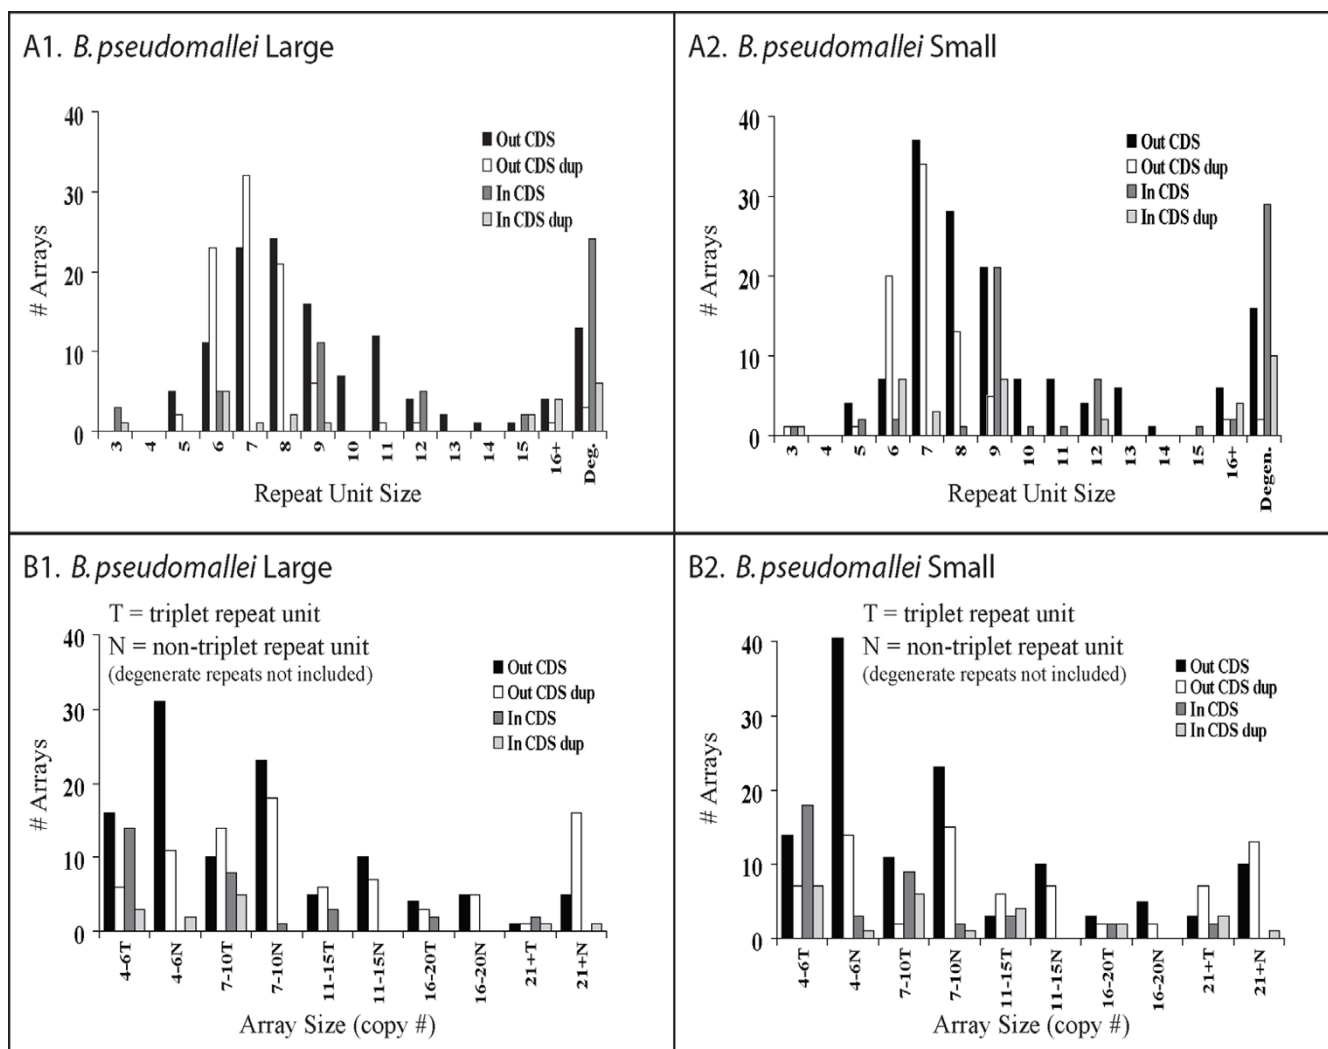 A1. B. pseudomallei Large
40
30
20
10
0
# Arrays
Out CDS
Out CDS dup
In CDS
In CDS dup
3 4 5 6 7 8 9 10 11 12 13 14 15 16+ Deg.
Repeat Unit Size
A2. B. pseudomallei Small
40
30
20
10
0
# Arrays
Out CDS
Out CDS dup
In CDS
In CDS dup
3 4 5 6 7 8 9 10 11 12 13 14 15 16+ Degen.
Repeat Unit Size
B1. B. pseudomallei Large
T = triplet repeat unit
N = non-triplet repeat unit
(degenerate repeats not included)
40
30
20
10
0
# Arrays
Out CDS
Out CDS dup
In CDS
In CDS dup
4-6T 4-6N 7-10T 7-10N 11-15T 11-15N 16-20T 16-20N 21+T 21+N
Array Size (copy #)
B2. B. pseudomallei Small
T = triplet repeat unit
N = non-triplet repeat unit
(degenerate repeats not included)
40
30
20
10
0
# Arrays
Out CDS
Out CDS dup
In CDS
In CDS dup
4-6T 4-6N 7-10T 7-10N 11-15T 11-15N 16-20T 16-20N 21+T 21+N
Array Size (copy #)